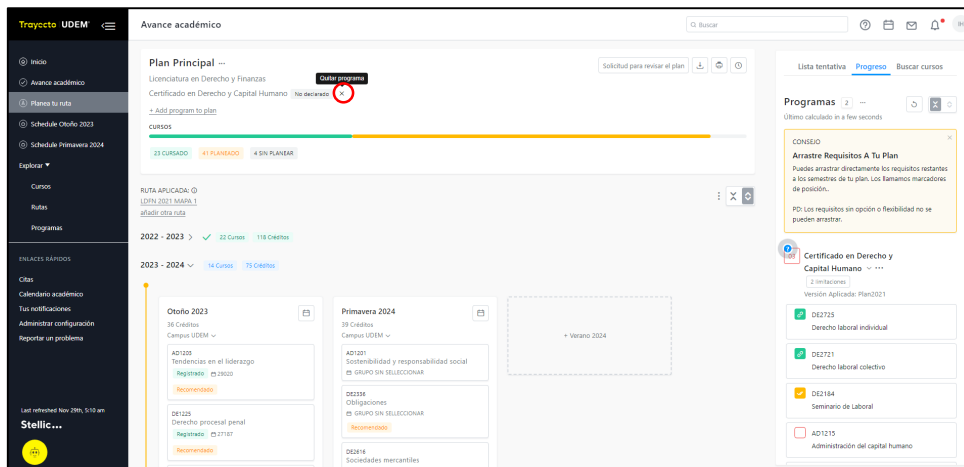 Trayecto UDEM
Inicio
Avance académico
Planea tu ruta
Schedule Otoño 2023
Schedule Primavera 2024
Explorar
Cursos
Rutas
Programas
ENLACES RÁPIDOS
Citas
Calendario académico
Tus notificaciones
Administrar configuración
Reportar un problema
Last refreshed Nov 29th, 5:10 am
Stellic...
Avance académico
Buscar
Plan Principal ...
Solicitud para revisar el plan
Licenciatura en Derecho y Finanzas
Quitar programa
Certificado en Derecho y Capital Humano No declarado ×
+ Add program to plan
CURSOS
23 CURSADO 41 PLANEADO 4 SIN PLANEAR
RUTA APLICADA:
LDFN 2021 MAPA 1
añadir otra ruta
2022 - 2023 22 Cursos 118 Créditos
2023 - 2024 14 Cursos 75 Créditos
Otoño 2023
36 Créditos
Campus UDEM
AD1203
Tendencias en el liderazgo
Registrado 29020
Recomendado
DE1225
Derecho procesal penal
Registrado 27187
Recomendado
Primavera 2024
39 Créditos
Campus UDEM
AD1201
Sostenibilidad y responsabilidad social
GRUPO SIN SELLECCIONAR
DE2336
Obligaciones
GRUPO SIN SELLECCIONAR
Recomendado
DE2616
Sociedades mercantiles
+ Verano 2024
Lista tentativa Progreso Buscar cursos
Programas 2 ...
Último calculado in a few seconds
CONSEJO ×
Arrastre Requisitos A Tu Plan
Puedes arrastrar directamente los requisitos restantes
a los semestres de tu plan. Los llamamos marcadores
de posición..
PD: Los requisitos sin opción o flexibilidad no se
pueden arrastrar.
Certificado en Derecho y
Capital Humano ...
2 limitaciones
Versión Aplicada: Plan2021
DE2725
Derecho laboral individual
DE2721
Derecho laboral colectivo
DE2184
Seminario de Laboral
AD1215
Administración del capital humano